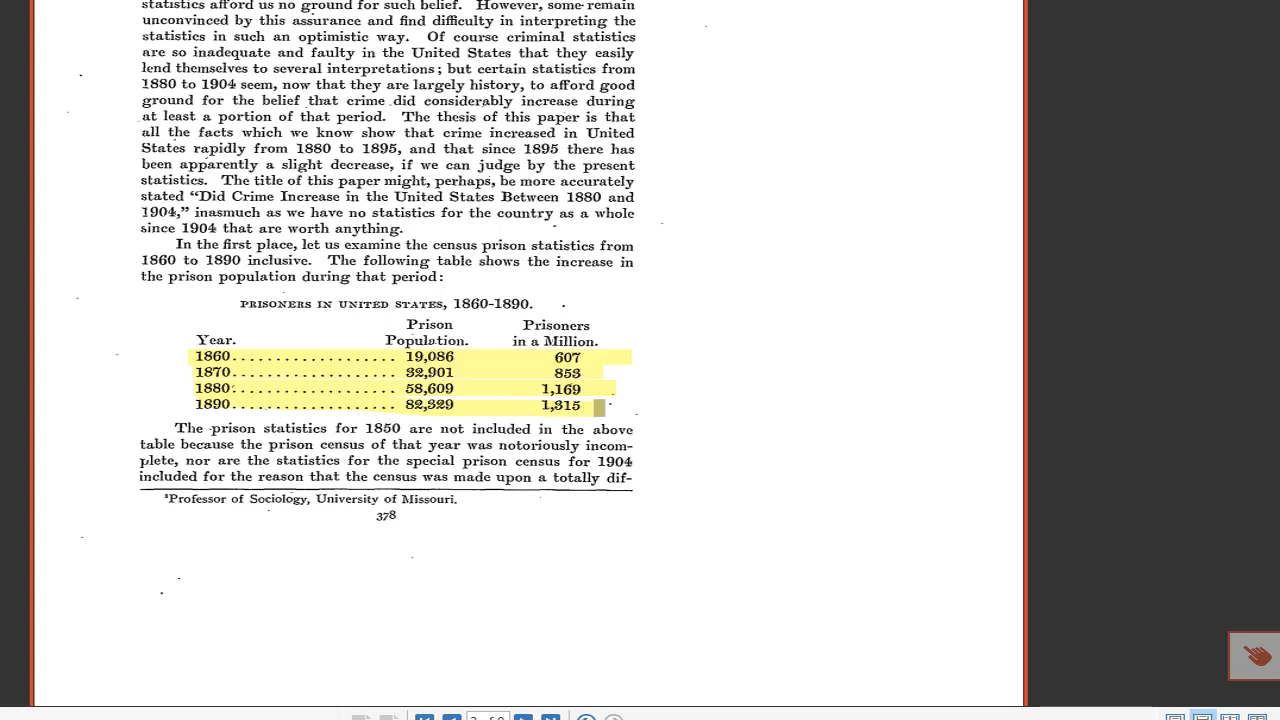 statistics afford us no ground for such belief. However, some remain
unconvinced by this assurance and find difficulty in interpreting the
statistics in such an optimistic way. Of course criminal statistics
are so inadequate and faulty in the United States that they easily
lend themselves to several interpretations; but certain statistics from
1880 to 1904 seem, now that they are largely history, to afford good
ground for the belief that crime did considerably increase during
at least a portion of that period. The thesis of this paper is that
all the facts which we know show that crime increased in United
States rapidly from 1880 to 1895, and that since 1895 there has
been apparently a slight decrease, if we can judge by the present
statistics. The title of this paper might, perhaps, be more accurately
stated “Did Crime Increase in the United States Between 1880 and
1904,” inasmuch as we have no statistics for the country as a whole
since 1904 that are worth anything.
In the first place, let us examine the census prison statistics from
1860 to 1890 inclusive. The following table shows the increase in
the prison population during that period:
PRISONERS IN UNITED STATES, 1860-1890.
Prison Prisoners
Year. Population. in a Million.
1860................... 19,086 607
1870................... 32,901 853
1880................... 58,609 1,169
1890................... 82,329 1,315
The prison statistics for 1850 are not included in the above
table because the prison census of that year was notoriously incom-
plete, nor are the statistics for the special prison census for 1904
included for the reason that the census was made upon a totally dif-
¹Professor of Sociology, University of Missouri.
378